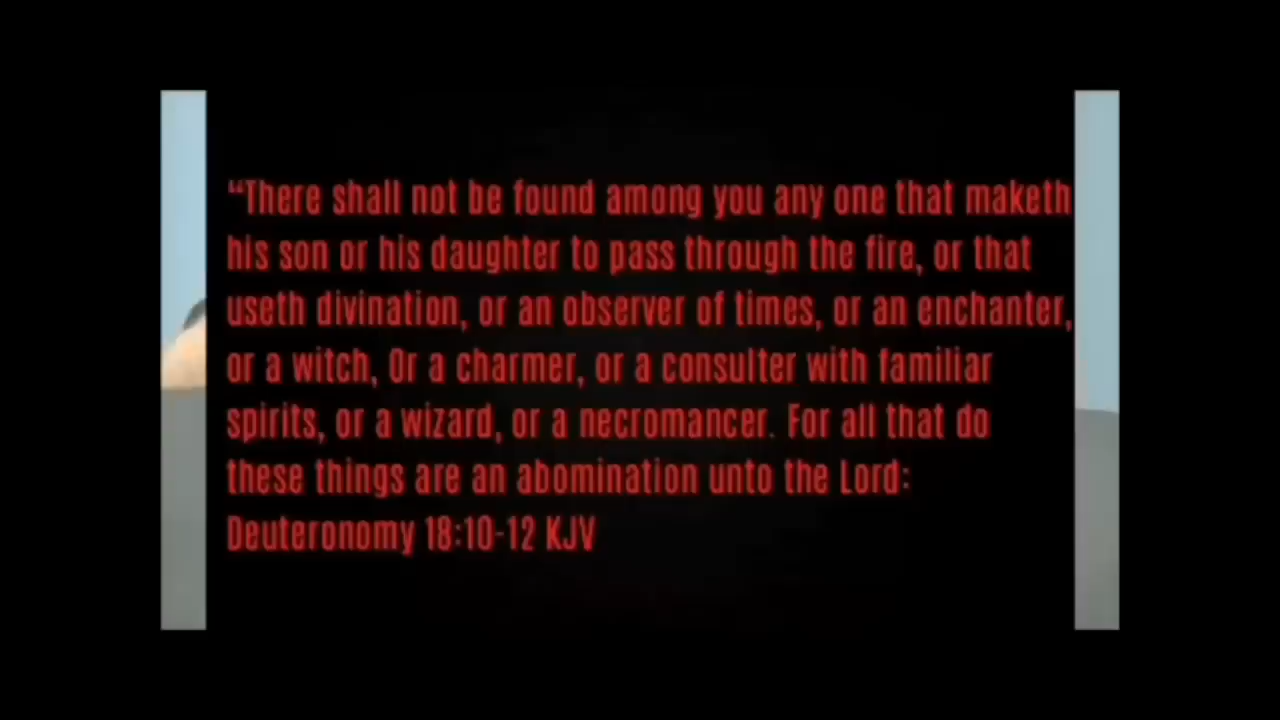 “There shall not be found among you any one that maketh
his son or his daughter to pass through the fire, or that
useth divination, or an observer of times, or an enchanter,
or a witch, Or a charmer, or a consulter with familiar
spirits, or a wizard, or a necromancer. For all that do
these things are an abomination unto the Lord:
Deuteronomy 18:10-12 KJV